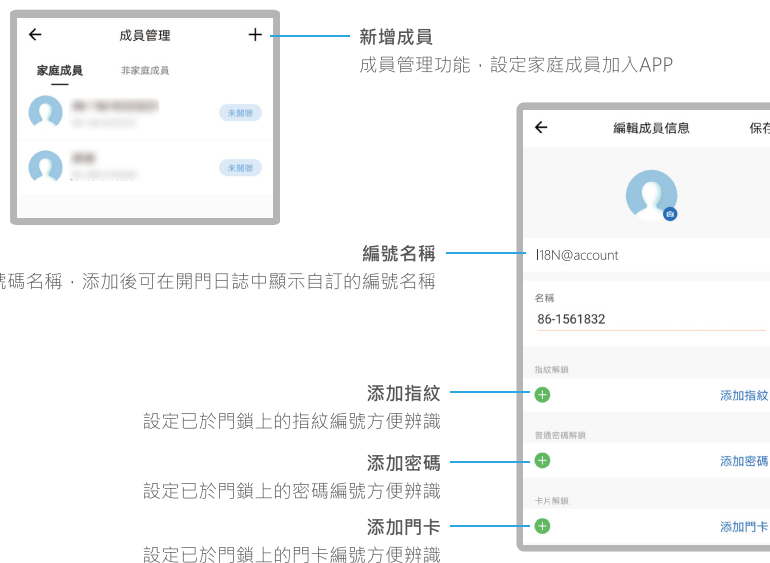 成員管理
家庭成員
非家庭成員
未關聯
未關聯
新增成員
成員管理功能，設定家庭成員加入APP
編輯成員信息
保存
編號名稱
號碼名稱，添加後可在開門日誌中顯示自訂的編號名稱
I18N@account
名稱
86-1561832
指紋解鎖
添加指紋
添加指紋
設定已於門鎖上的指紋編號方便辨識
普通密碼解鎖
添加密碼
添加密碼
設定已於門鎖上的密碼編號方便辨識
卡片解鎖
添加門卡
添加門卡
設定已於門鎖上的門卡編號方便辨識